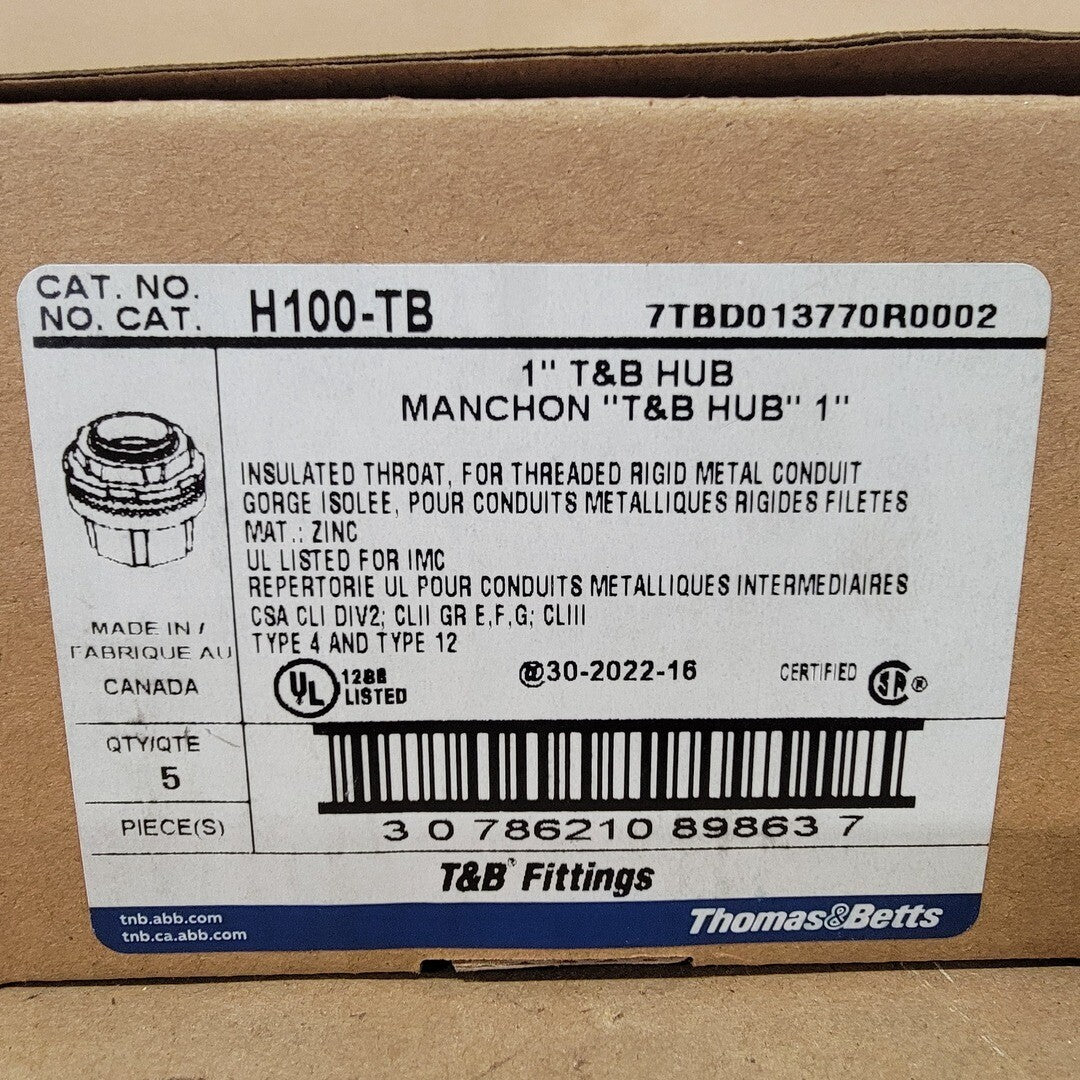 CAT. NO.
NO. CAT.
H100-TB
7TBD013770R0002
1" T&B HUB
MANCHON "T&B HUB" 1"
INSULATED THROAT, FOR THREADED RIGID METAL CONDUIT
GORGE ISOLEE, POUR CONDUITS METALLIQUES RIGIDES FILETES
MAT.: ZINC
UL LISTED FOR IMC
REPERTORIE UL POUR CONDUITS METALLIQUES INTERMEDIAIRES
CSA CLI DIV2; CLII GR E,F,G; CLIII
TYPE 4 AND TYPE 12
MADE IN /
FABRIQUE AU
CANADA
UL
LISTED
30-2022-16
CERTIFIED SA ®
QTY/QTE
5
PIECE(S)
3 0 786210 89863 7
T&B® Fittings
tnb.abb.com
tnb.ca.abb.com
Thomas&Betts